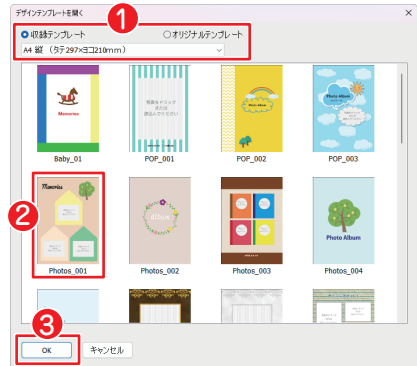 デザインテンプレートを開く
×
1
収録テンプレート
オリジナルテンプレート
A4 縦 (タテ297×ヨコ210mm)
Memories
写真をドラッグ
または
読込んでください
Photo Album
Photo Album
Baby_01
POP_001
POP_002
POP_003
2
Memories
album
Photo Album
Photos_001
Photos_002
Photos_003
Photos_004
3
OK
キャンセル